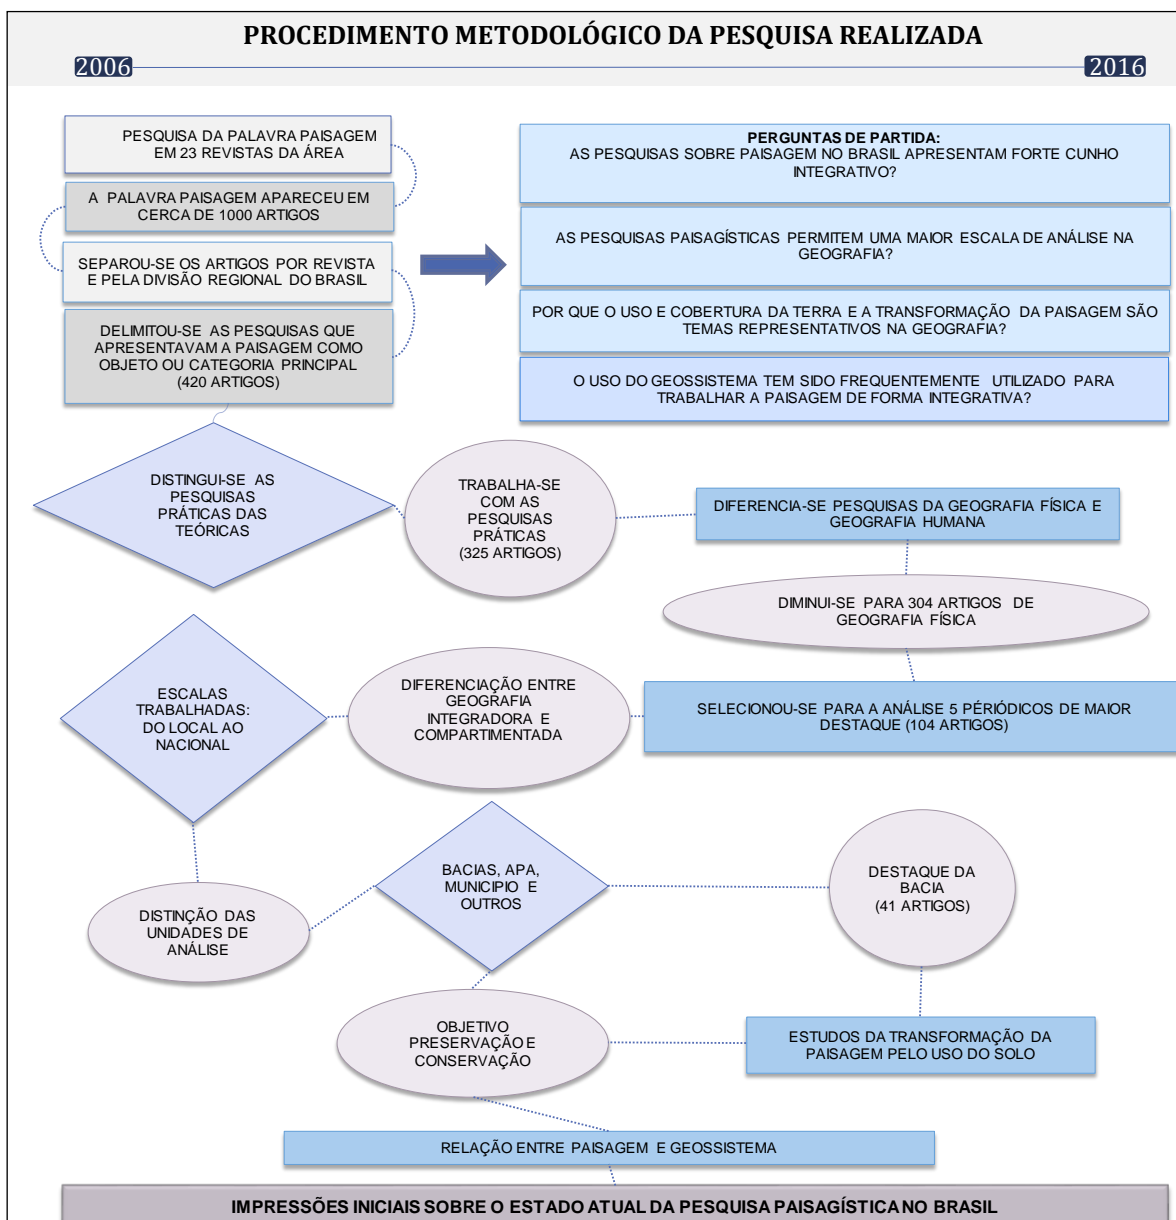 PROCEDIMENTO METODOLÓGICO DA PESQUISA REALIZADA
2006
2016
PESQUISA DA PALAVRA PAISAGEM
EM 23 REVISTAS DA ÁREA
A PALAVRA PAISAGEM APARECEU EM
CERCA DE 1000 ARTIGOS
SEPAROU-SE OS ARTIGOS POR REVISTA
E PELA DIVISÃO REGIONAL DO BRASIL
DELIMITOU-SE AS PESQUISAS QUE
APRESENTAVAM A PAISAGEM COMO
OBJETO OU CATEGORIA PRINCIPAL
(420 ARTIGOS)
PERGUNTAS DE PARTIDA:
AS PESQUISAS SOBRE PAISAGEM NO BRASIL APRESENTAM FORTE CUNHO
INTEGRATIVO?
AS PESQUISAS PAISAGÍSTICAS PERMITEM UMA MAIOR ESCALA DE ANÁLISE NA
GEOGRAFIA?
POR QUE O USO E COBERTURA DA TERRA E A TRANSFORMAÇÃO DA PAISAGEM SÃO
TEMAS REPRESENTATIVOS NA GEOGRAFIA?
O USO DO GEOSSISTEMA TEM SIDO FREQUENTEMENTE UTILIZADO PARA
TRABALHAR A PAISAGEM DE FORMA INTEGRATIVA?
DISTINGUI-SE AS
PESQUISAS
PRÁTICAS DAS
TEÓRICAS
TRABALHA-SE
COM AS
PESQUISAS
PRÁTICAS
(325 ARTIGOS)
DIFERENCIA-SE PESQUISAS DA GEOGRAFIA FÍSICA E
GEOGRAFIA HUMANA
DIMINUI-SE PARA 304 ARTIGOS DE
GEOGRAFIA FÍSICA
SELECIONOU-SE PARA A ANÁLISE 5 PÉRIÓDICOS DE MAIOR
DESTAQUE (104 ARTIGOS)
DIFERENCIAÇÃO ENTRE
GEOGRAFIA
INTEGRADORA E
COMPARTIMENTADA
ESCALAS
TRABALHADAS:
DO LOCAL AO
NACIONAL
DISTINÇÃO DAS
UNIDADES DE
ANÁLISE
BACIAS, APA,
MUNICIPIO E
OUTROS
DESTAQUE DA
BACIA
(41 ARTIGOS)
ESTUDOS DA TRANSFORMAÇÃO DA
PAISAGEM PELO USO DO SOLO
OBJETIVO
PRESERVAÇÃO E
CONSERVAÇÃO
RELAÇÃO ENTRE PAISAGEM E GEOSSISTEMA
IMPRESSÕES INICIAIS SOBRE O ESTADO ATUAL DA PESQUISA PAISAGÍSTICA NO BRASIL